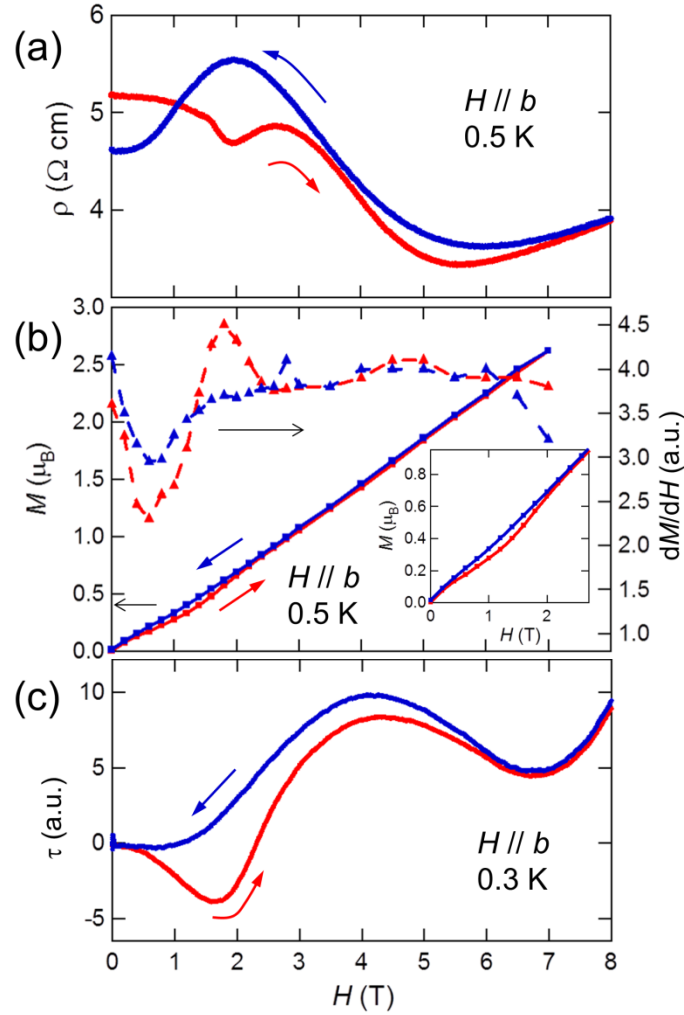 (a)
6
5
4
ρ (Ω cm)
H // b
0.5 K
(b)
3.0
2.5
2.0
1.5
1.0
0.5
0.0
M (μB)
4.5
4.0
3.5
3.0
2.5
2.0
1.5
1.0
dM/dH (a.u.)
H // b
0.5 K
0.8
0.6
0.4
0.2
0.0
M (μB)
0
1
2
H (T)
(c)
10
5
0
-5
τ (a.u.)
H // b
0.3 K
0 1 2 3 4 5 6 7 8
H (T)